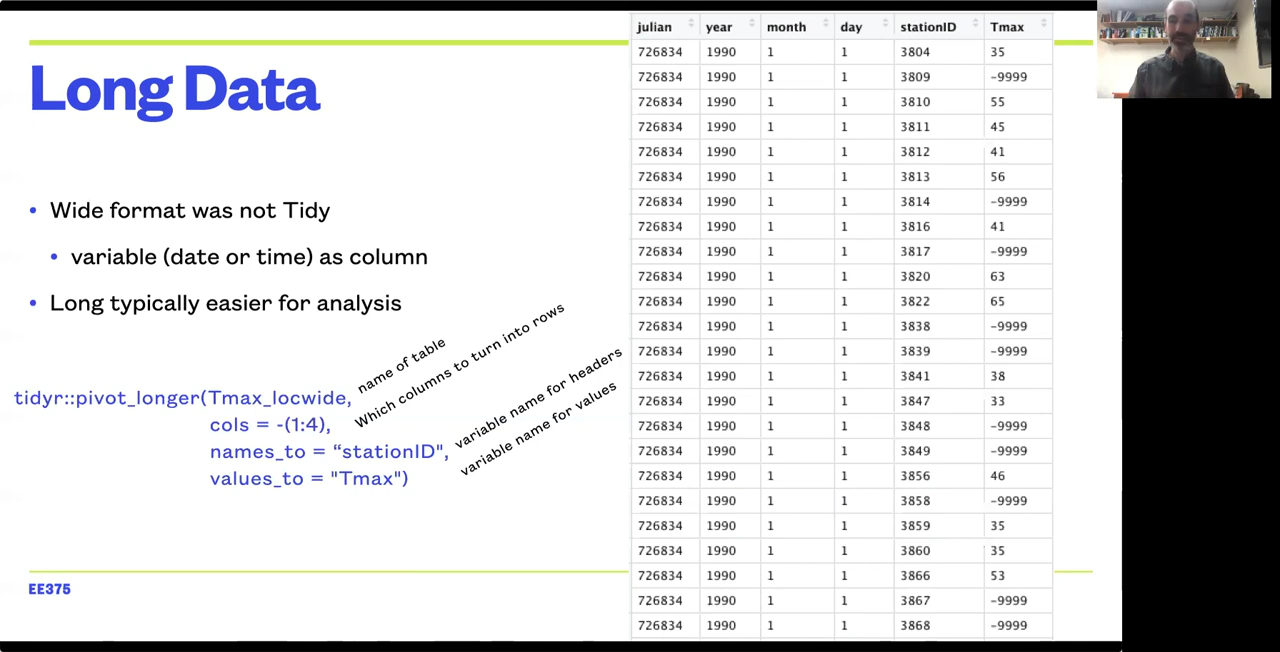 Long Data
• Wide format was not Tidy
• variable (date or time) as column
• Long typically easier for analysis
tidyr::pivot_longer(Tmax_locwide,
name of table
cols = -(1:4),
Which columns to turn into rows
names_to = “stationID",
variable name for headers
values_to = "Tmax")
variable name for values
EE375
julian year month day stationID Tmax
726834 1990 1 1 3804 35
726834 1990 1 1 3809 -9999
726834 1990 1 1 3810 55
726834 1990 1 1 3811 45
726834 1990 1 1 3812 41
726834 1990 1 1 3813 56
726834 1990 1 1 3814 -9999
726834 1990 1 1 3816 41
726834 1990 1 1 3817 -9999
726834 1990 1 1 3820 63
726834 1990 1 1 3822 65
726834 1990 1 1 3838 -9999
726834 1990 1 1 3839 -9999
726834 1990 1 1 3841 38
726834 1990 1 1 3847 33
726834 1990 1 1 3848 -9999
726834 1990 1 1 3849 -9999
726834 1990 1 1 3856 46
726834 1990 1 1 3858 -9999
726834 1990 1 1 3859 35
726834 1990 1 1 3860 35
726834 1990 1 1 3866 53
726834 1990 1 1 3867 -9999
726834 1990 1 1 3868 -9999